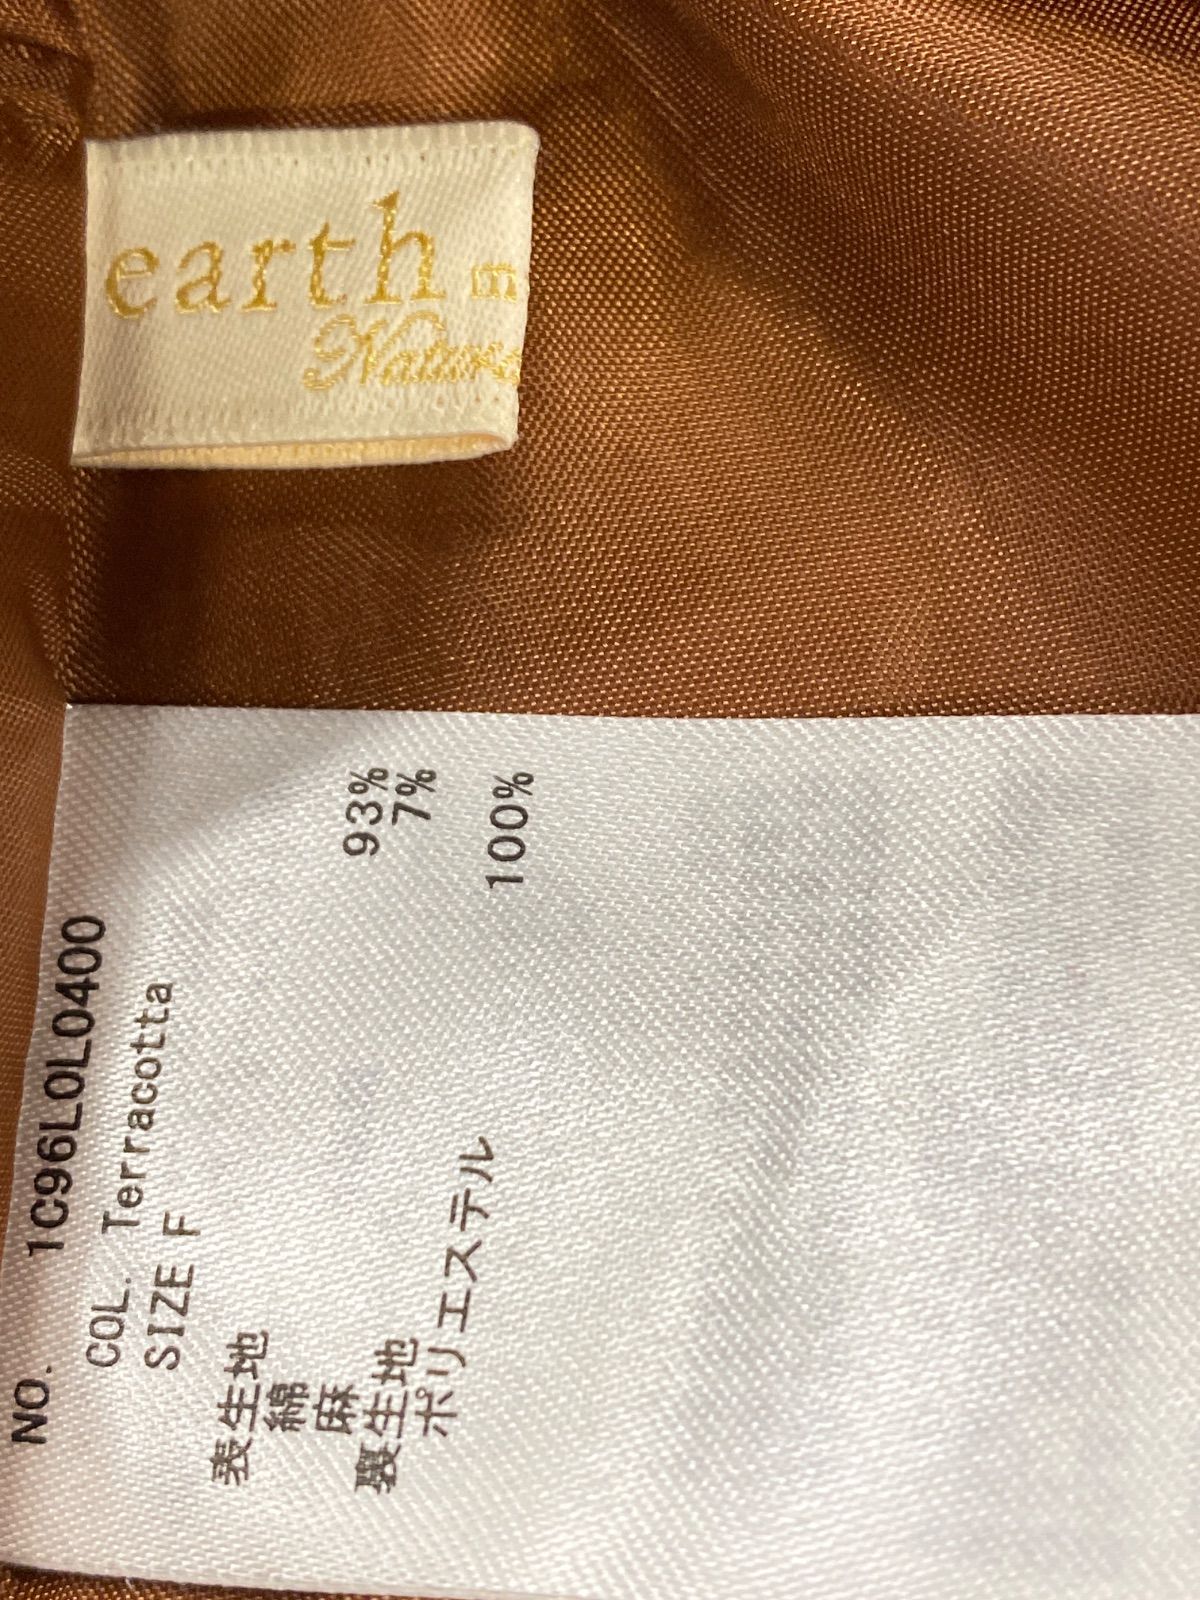 earth m
Nature
NO. 1C96L0L0400
COL. Terracotta
SIZE F
表生地
綿 93%
麻 7%
裏生地
ポリエステル 100%